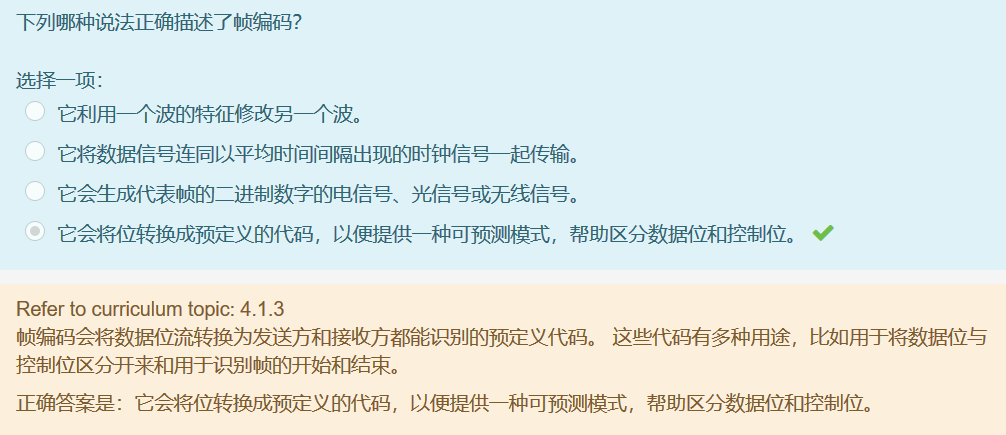 下列哪种说法正确描述了帧编码？
选择一项：
它利用一个波的特征修改另一个波。
它将数据信号连同以平均时间间隔出现的时钟信号一起传输。
它会生成代表帧的二进制数字的电信号、光信号或无线信号。
它会将位转换成预定义的代码，以便提供一种可预测模式，帮助区分数据位和控制位。
Refer to curriculum topic: 4.1.3
帧编码会将数据位流转换为发送方和接收方都能识别的预定义代码。 这些代码有多种用途，比如用于将数据位与
控制位区分开来和用于识别帧的开始和结束。
正确答案是：它会将位转换成预定义的代码，以便提供一种可预测模式，帮助区分数据位和控制位。